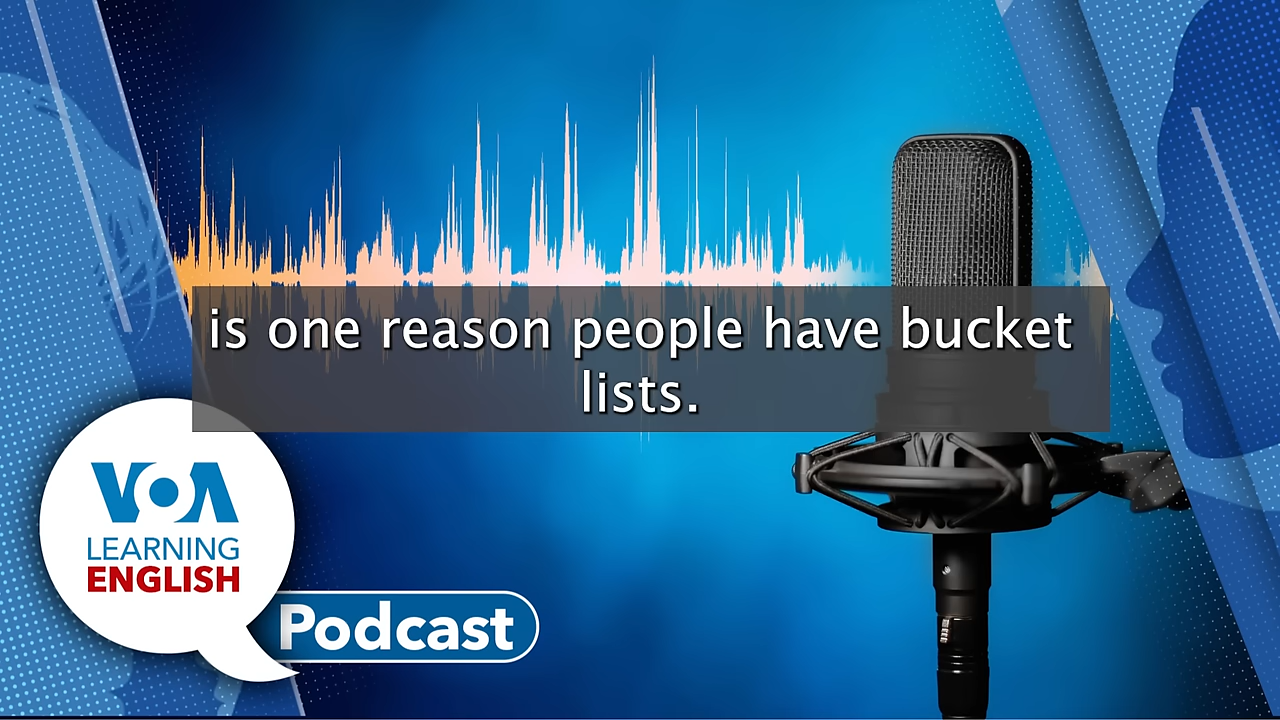 is one reason people have bucket
lists.
VOA
LEARNING
ENGLISH
Podcast